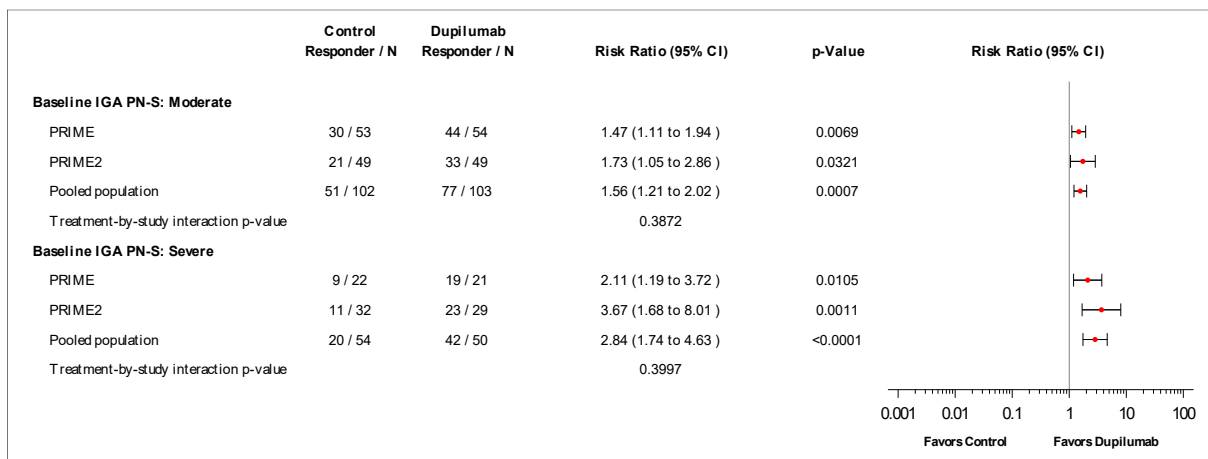 Control Dupilumab
Responder / N Responder / N Risk Ratio (95% CI) p-Value Risk Ratio (95% CI)
Baseline IGA PN-S: Moderate
PRIME 30 / 53 44 / 54 1.47 (1.11 to 1.94 ) 0.0069
PRIME2 21 / 49 33 / 49 1.73 (1.05 to 2.86 ) 0.0321
Pooled population 51 / 102 77 / 103 1.56 (1.21 to 2.02 ) 0.0007
Treatment-by-study interaction p-value 0.3872
Baseline IGA PN-S: Severe
PRIME 9 / 22 19 / 21 2.11 (1.19 to 3.72 ) 0.0105
PRIME2 11 / 32 23 / 29 3.67 (1.68 to 8.01 ) 0.0011
Pooled population 20 / 54 42 / 50 2.84 (1.74 to 4.63 ) <0.0001
Treatment-by-study interaction p-value 0.3997
0.001 0.01 0.1 1 10 100
Favors Control Favors Dupilumab